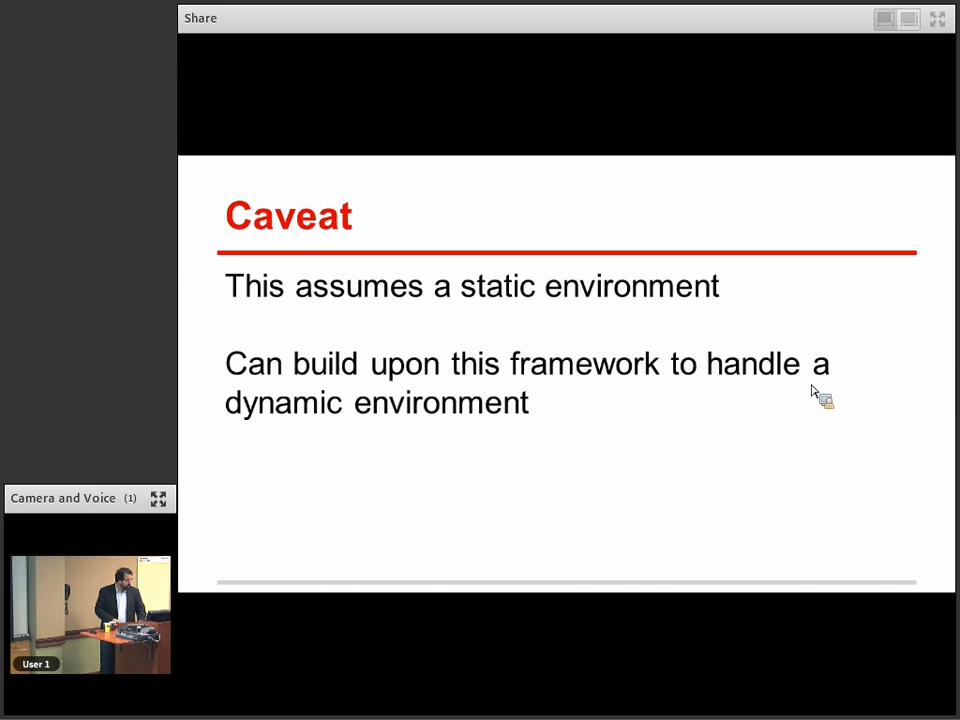 Share
Caveat
This assumes a static environment
Can build upon this framework to handle a
dynamic environment
Camera and Voice (1)
User 1